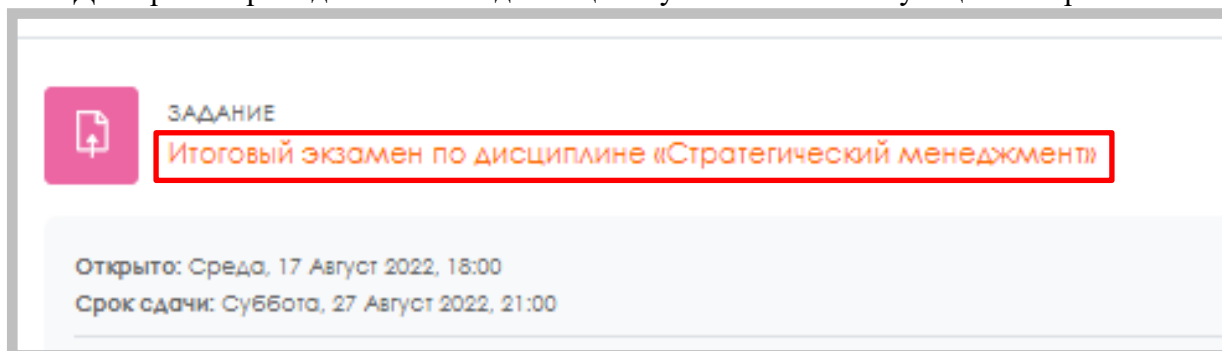 ЗАДАНИЕ
Итоговый экзамен по дисциплине «Стратегический менеджмент»
Открыто: Среда, 17 Август 2022, 18:00
Срок сдачи: Суббота, 27 Август 2022, 21:00